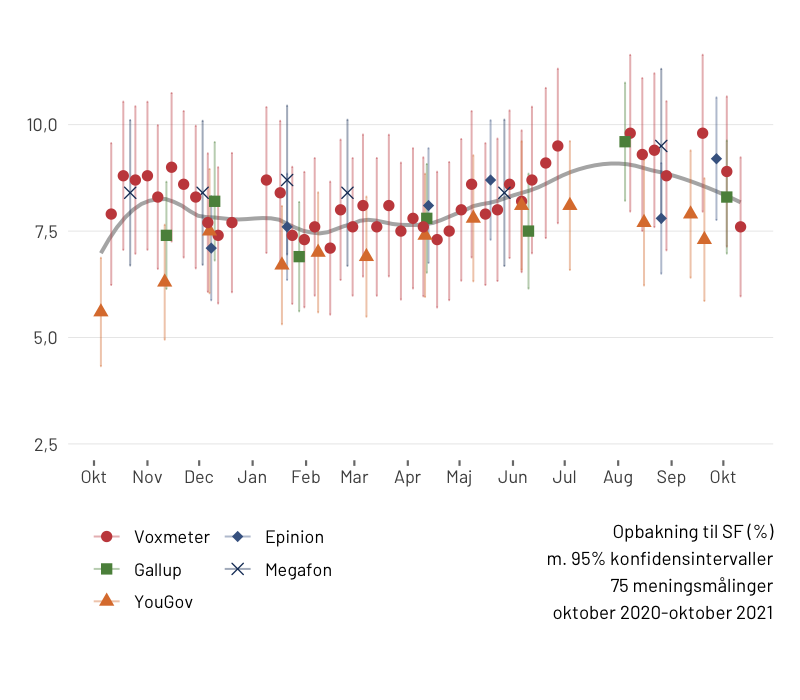 10,0
7,5
5,0
2,5
Okt Nov Dec Jan Feb Mar Apr Maj Jun Jul Aug Sep Okt
Voxmeter Epinion
Gallup Megafon
YouGov
Opbakning til SF (%)
m. 95% konfidensintervaller
75 meningsmålinger
oktober 2020-oktober 2021